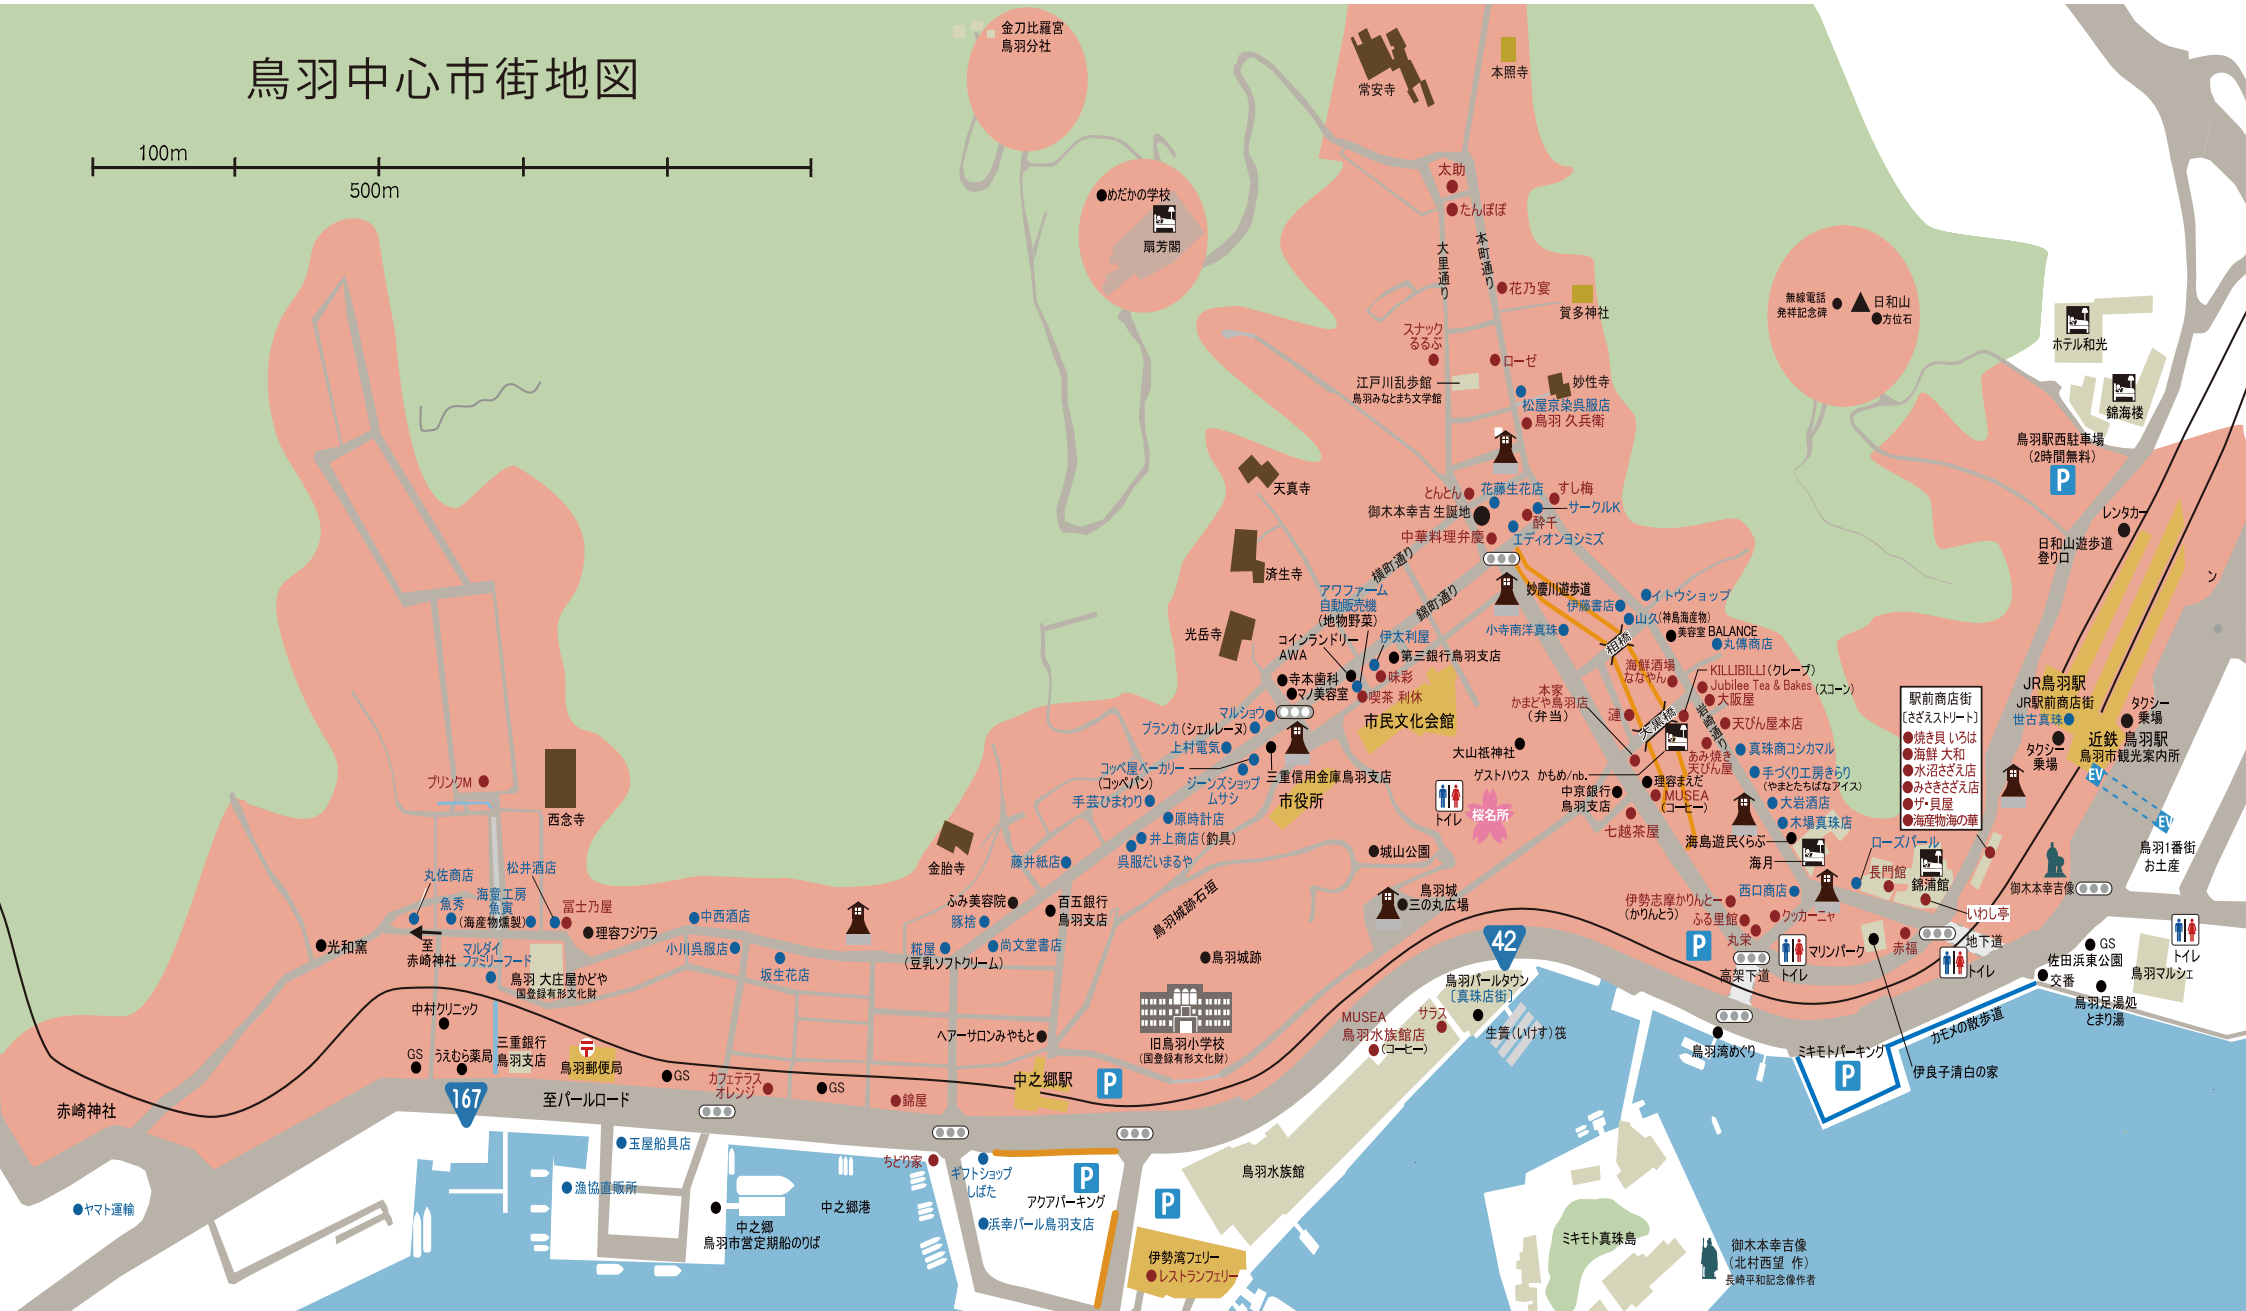 鳥羽中心市街地図
100m
500m
金刀比羅宮
鳥羽分社
めだかの学校
扇芳閣
常安寺
本照寺
太助
たんぽぽ
大里通り
本町通り
花乃宴
賀多神社
スナック
るるぶ
ローゼ
江戸川乱歩館
鳥羽みなとまち文学館
妙性寺
松屋京染呉服店
鳥羽 久兵衛
無線電話
発祥記念碑
日和山
方位石
ホテル和光
錦海楼
鳥羽駅西駐車場
(2時間無料)
P
レンタカー
日和山遊歩道
登り口
ン
天真寺
済生寺
光岳寺
とんとん
花藤生花店
すし梅
サークルK
御木本幸吉 生誕地
酔千
中華料理弁慶
エディオンヨシミズ
横町通り
錦町通り
妙慶川遊歩道
アワファーム
自動販売機
(地物野菜)
コインランドリー
AWA
伊太利屋
第三銀行鳥羽支店
寺本歯科
マノ美容室
味彩
喫茶 利休
市民文化会館
小寺南洋真珠
伊藤書店
イトウショップ
山久(神島海産物)
美容室 BALANCE
丸傳商店
相橋
海鮮酒場
ななやん
KILLIBILLI(クレープ)
Jubilee Tea & Bakes (スコーン)
大阪屋
本家
かまどや鳥羽店
(弁当)
漣
大黒橋
岩崎通り
天びん屋本店
あみ焼き
天びん屋
真珠商コシカマル
手づくり工房きらり
(やまとたちばなアイス)
大岩酒店
木場真珠店
大山祇神社
ゲストハウス かもめ/nb.
理容まえだ
MUSEA
(コーヒー)
中京銀行
鳥羽支店
七越茶屋
海島遊民くらぶ
海月
トイレ
桜名所
城山公園
鳥羽城
三の丸広場
マルショウ
ブランカ(シェルレーヌ)
上村電気
コッペ屋ベーカリー
(コッペパン)
ジーンズショップ
ムサシ
三重信用金庫鳥羽支店
市役所
手芸ひまわり
原時計店
井上商店(釣具)
呉服だいまるや
藤井紙店
金胎寺
ふみ美容院
豚捨
百五銀行
鳥羽支店
糀屋
(豆乳ソフトクリーム)
尚文堂書店
鳥羽城跡石垣
鳥羽城跡
駅前商店街
〔さざえストリート〕
焼き貝 いろは
海鮮 大和
水沼さざえ店
みさきさざえ店
ザ・貝屋
海産物海の華
JR鳥羽駅
JR駅前商店街
世古真珠
タクシー
乗場
タクシー
乗場
近鉄 鳥羽駅
鳥羽市観光案内所
EV
EV
鳥羽1番街
お土産
御木本幸吉像
ローズパール
長門館
錦浦館
いわし亭
西口商店
伊勢志摩かりんとー
(かりんとう)
ふる里館
丸栄
クッカーニャ
P
高架下道
トイレ
マリンパーク
赤福
地下道
トイレ
GS
佐田浜東公園
交番
鳥羽足湯処
とまり湯
トイレ
鳥羽マルシェ
カモメの散歩道
伊良子清白の家
ミキモトパーキング
P
鳥羽湾めぐり
42
鳥羽パールタウン
〔真珠店街〕
生簀(いけす)筏
サラス
MUSEA
鳥羽水族館店
(コーヒー)
旧鳥羽小学校
(国登録有形文化財)
ヘアーサロンみやもと
中之郷駅
P
プリンクM
西念寺
丸佐商店
松井酒店
魚秀
海童工房
魚寅
(海産物燻製)
冨士乃屋
理容フジワラ
光和窯
至
赤崎神社
マルダイ
ファミリーフード
鳥羽 大庄屋かどや
国登録有形文化財
中西酒店
小川呉服店
坂生花店
中村クリニック
GS
うえむら薬局
三重銀行
鳥羽支店
鳥羽郵便局
GS
カフェテラス
オレンジ
GS
錦屋
167
至パールロード
赤崎神社
ヤマト運輸
玉屋船具店
漁協直販所
中之郷
鳥羽市営定期船のりば
中之郷港
ちどり家
ギフトショップ
しばた
P
アクアパーキング
浜幸パール鳥羽支店
P
伊勢湾フェリー
レストランフェリー
鳥羽水族館
ミキモト真珠島
御木本幸吉像
(北村西望 作)
長崎平和記念像作者